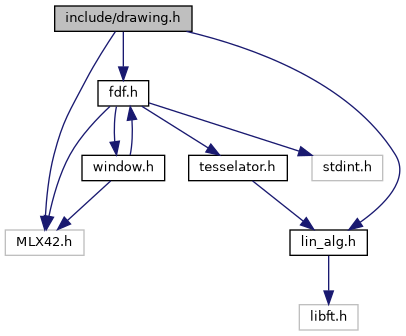 include/drawing.h
fdf.h
window.h
tesselator.h
stdint.h
MLX42.h
lin_alg.h
libft.h